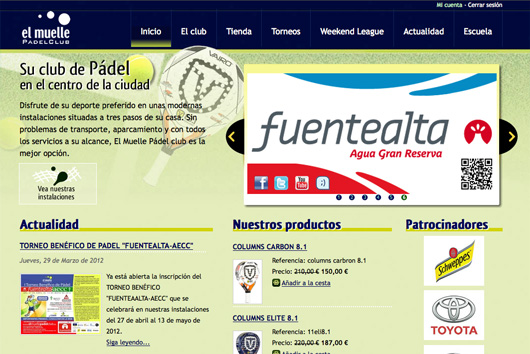 Mi cuenta - Cerrar sesión
el muelle
PADELCLUB
Inicio
El club
Tienda
Torneos
Weekend League
Actualidad
Escuela
Su club de Pádel
en el centro de la ciudad
Disfrute de su deporte preferido en unas modernas
instalaciones situadas a tres pasos de su casa. Sin
problemas de transporte, aparcamiento y con todos
los servicios a su alcance, El Muelle Pádel club es la
mejor opción.
Vea nuestras
instalaciones
VAIRO
fuentealta
Agua Gran Reserva
You Tube
1 2 3 4 5 6
Actualidad
TORNEO BENÉFICO DE PADEL "FUENTEALTA-AECC"
Jueves, 29 de Marzo de 2012
Ya está abierta la inscripción del
TORNEO BENÉFICO
"FUENTEAALTA-AECC" que se
celebrará en nuestras instalaciones
del 27 de abril al 13 de mayo de
2012.
Siga leyendo...
Nuestros productos
COLUMNS CARBON 8.1
Referencia: columns carbon 8.1
Precio: 210,00 € 150,00 €
Añadir a la cesta
COLUMNS ELITE 8.1
Referencia: 11eli8.1
Precio: 220,00 € 187,00 €
Añadir a la cesta
Patrocinadores
Schweppes
TOYOTA